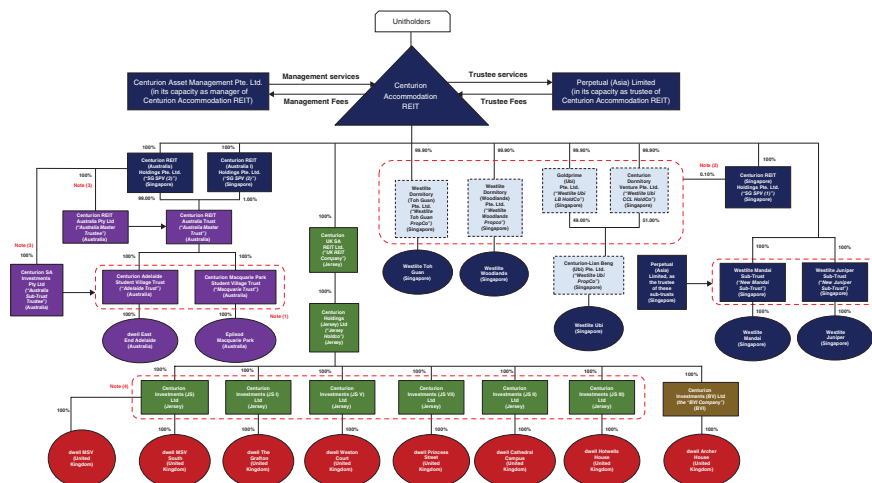 Unitholders
Centurion Asset Management Pte. Ltd.
(in its capacity as manager of
Centurion Accommodation REIT)
Management services
Management Fees
Centurion
Accommodation
REIT
Trustee services
Trustee Fees
Perpetual (Asia) Limited
(in its capacity as trustee of
Centurion Accommodation REIT)
100%
100%
99.90%
99.90%
99.90%
99.90%
Note (2)
0.10%
100%
100%
Note (3)
Centurion REIT
(Australia)
Holdings Pte. Ltd.
("SG SPV (3)")
(Singapore)
Centurion REIT
(Australia I)
Holdings Pte. Ltd.
("SG SPV (2)")
(Singapore)
99.00%
1.00%
100%
Westlite
Dormitory
(Toh Guan)
Pte. Ltd.
("Westlite
Toh Guan
PropCo")
(Singapore)
Westlite
Dormitory
(Woodlands)
Pte. Ltd.
("Westlite
Woodlands
Propco")
(Singapore)
Goldprime
(Ubi)
Pte. Ltd.
("Westlite Ubi
LB HoldCo")
(Singapore)
Centurion
Dormitory
Venture Pte. Ltd.
("Westlite Ubi
CCL HoldCo")
(Singapore)
Centurion REIT
(Singapore)
Holdings Pte. Ltd.
("SG SPV (1)")
(Singapore)
Centurion REIT
Australia Pty Ltd
("Australia Master
Trustee")
(Australia)
Centurion REIT
Australia Trust
("Australia Master
Trust")
(Australia)
49.00%
51.00%
Note (3)
100%
Centurion SA
Investments
Pty Ltd
("Australia
Sub-Trust
Trustee")
(Australia)
100%
100%
Centurion
UK SA
REIT Ltd.
("UK REIT
Company")
(Jersey)
Westlite Toh
Guan
(Singapore)
Westlite
Woodlands
(Singapore)
Centurion-Lian Beng
(Ubi) Pte. Ltd.
("Westlite Ubi
PropCo")
(Singapore)
Perpetual
(Asia)
Limited, as
the trustee
of these
sub-trusts
(Singapore)
100%
100%
Westlite Mandai
Sub-Trust
("New Mandai
Sub-Trust")
(Singapore)
Westlite Juniper
Sub-Trust
("New Juniper
Sub-Trust")
(Singapore)
Centurion Adelaide
Student Village Trust
("Adelaide Trust")
(Australia)
Centurion Macquarie Park
Student Village Trust
("Macquarie Trust")
(Australia)
100%
100%
100%
Note (1)
100%
100%
100%
dwell East
End Adelaide
(Australia)
Epiisod
Macquarie Park
(Australia)
Centurion
Holdings
(Jersey) Ltd
("Jersey
Holdco")
(Jersey)
Westlite Ubi
(Singapore)
Westlite
Mandai
(Singapore)
Westlite
Juniper
(Singapore)
Note (4)
100%
100%
100%
100%
100%
100%
100%
100%
Centurion
Investments (JS)
Ltd
(Jersey)
Centurion
Investments (JS I)
Ltd
(Jersey)
Centurion
Investments (JS V)
Ltd
(Jersey)
Centurion
Investments (JS VII)
Ltd
(Jersey)
Centurion
Investments (JS II)
Ltd
(Jersey)
Centurion
Investments (JS III)
Ltd
(Jersey)
Centurion
Investments (BV) Ltd
(the "BVI Company")
(BVI)
100%
100%
100%
100%
100%
100%
100%
dwell MSV
(United
Kingdom)
dwell MSV
South
(United
Kingdom)
dwell The
Grafton
(United
Kingdom)
dwell Weston
Court
(United
Kingdom)
dwell Princess
Street
(United
Kingdom)
dwell Cathedral
Campus
(United
Kingdom)
dwell Hotwells
House
(United
Kingdom)
dwell Archer
House
(United
Kingdom)